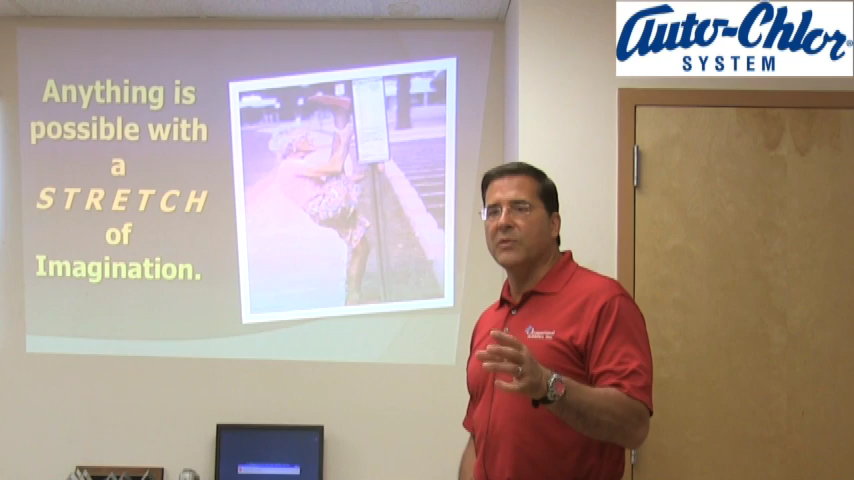 Anything is
possible with
a
STRETCH
of
Imagination.
Auto-Chlor®
SYSTEM